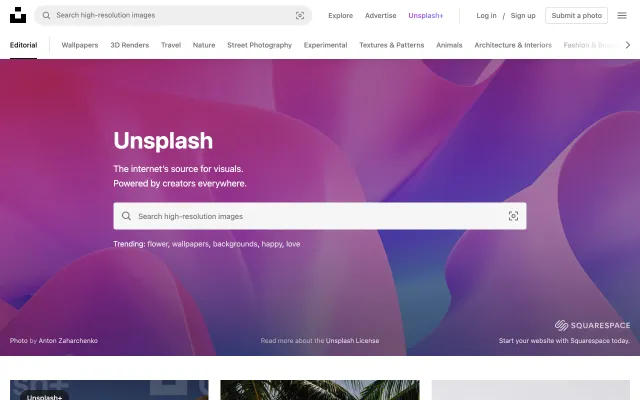 Search high-resolution images
Explore
Advertise
Unsplash+
Log in / Sign up
Submit a photo
Editorial
Wallpapers
3D Renders
Travel
Nature
Street Photography
Experimental
Textures & Patterns
Animals
Architecture & Interiors
Fashion &
Unsplash
The internet's source for visuals.
Powered by creators everywhere.
Search high-resolution images
Trending: flower, wallpapers, backgrounds, happy, love
SQUARESPACE
Photo by Anton Zaharchenko
Read more about the Unsplash License
Start your website with Squarespace today.
Unsplash+